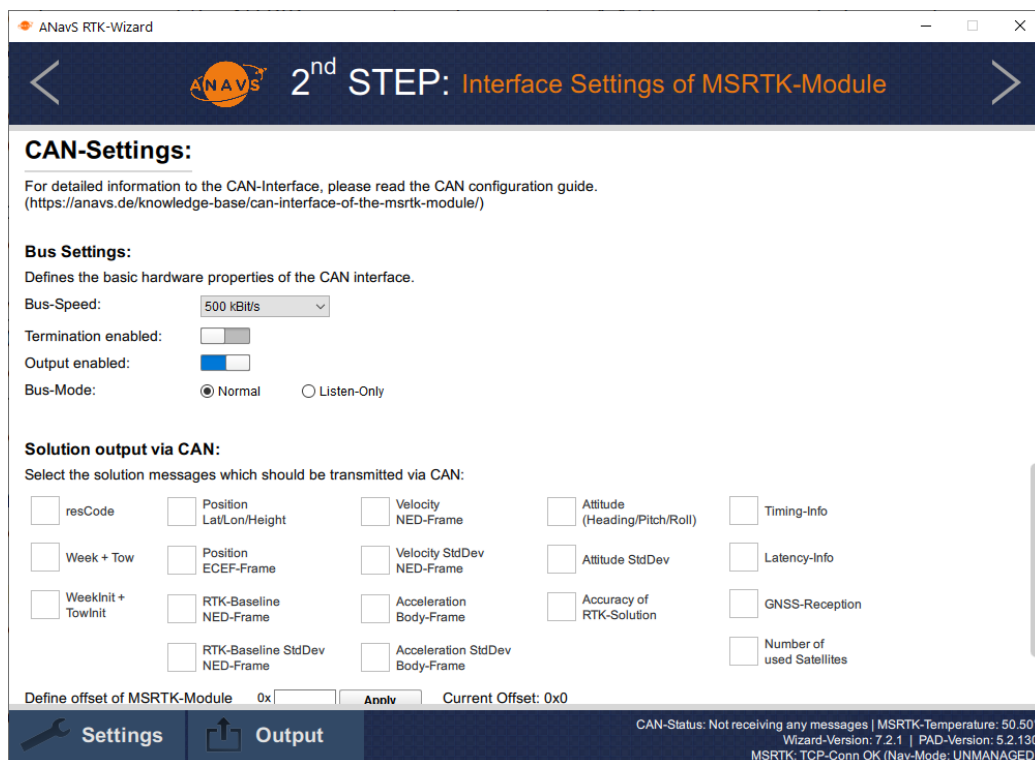 ANavS RTK-Wizard
ANAVS 2nd STEP: Interface Settings of MSRTK-Module
CAN-Settings:
For detailed information to the CAN-Interface, please read the CAN configuration guide.
(https://anavs.de/knowledge-base/can-interface-of-the-msrtk-module/)
Bus Settings:
Defines the basic hardware properties of the CAN interface.
Bus-Speed: 500 kBit/s
Termination enabled:
Output enabled:
Bus-Mode: Normal Listen-Only
Solution output via CAN:
Select the solution messages which should be transmitted via CAN:
resCode
Position
Lat/Lon/Height
Velocity
NED-Frame
Attitude
(Heading/Pitch/Roll)
Timing-Info
Week + Tow
Position
ECEF-Frame
Velocity StdDev
NED-Frame
Attitude StdDev
Latency-Info
WeekInit +
TowInit
RTK-Baseline
NED-Frame
Acceleration
Body-Frame
Accuracy of
RTK-Solution
GNSS-Reception
RTK-Baseline StdDev
NED-Frame
Acceleration StdDev
Body-Frame
Number of
used Satellites
Define offset of MSRTK-Module 0x Apply Current Offset: 0x0
Settings Output
CAN-Status: Not receiving any messages | MSRTK-Temperature: 50.50°
Wizard-Version: 7.2.1 | PAD-Version: 5.2.130
MSRTK: TCP-Conn OK (Nav-Mode: UNMANAGED)